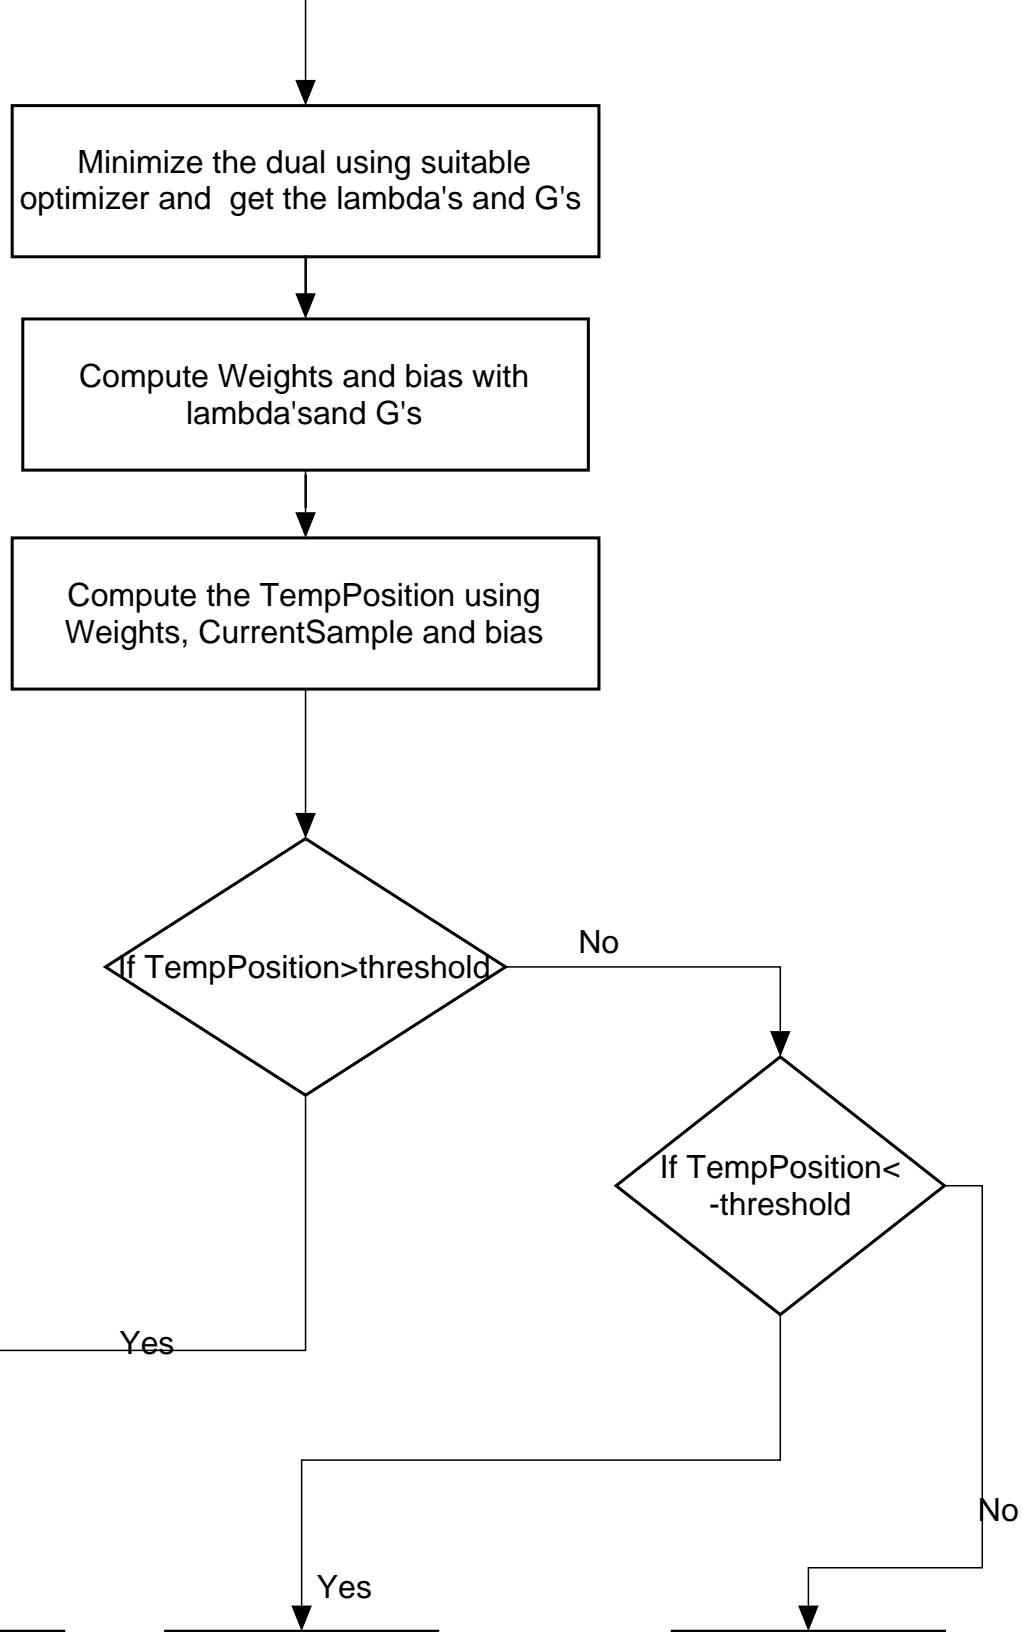 Minimize the dual using suitable
optimizer and  get the lambda's and G's
Compute Weights and bias with
lambda'sand G's
Compute the TempPosition using
Weights, CurrentSample and bias
If TempPosition>threshold
No
If TempPosition<
-threshold
Yes
No
Yes